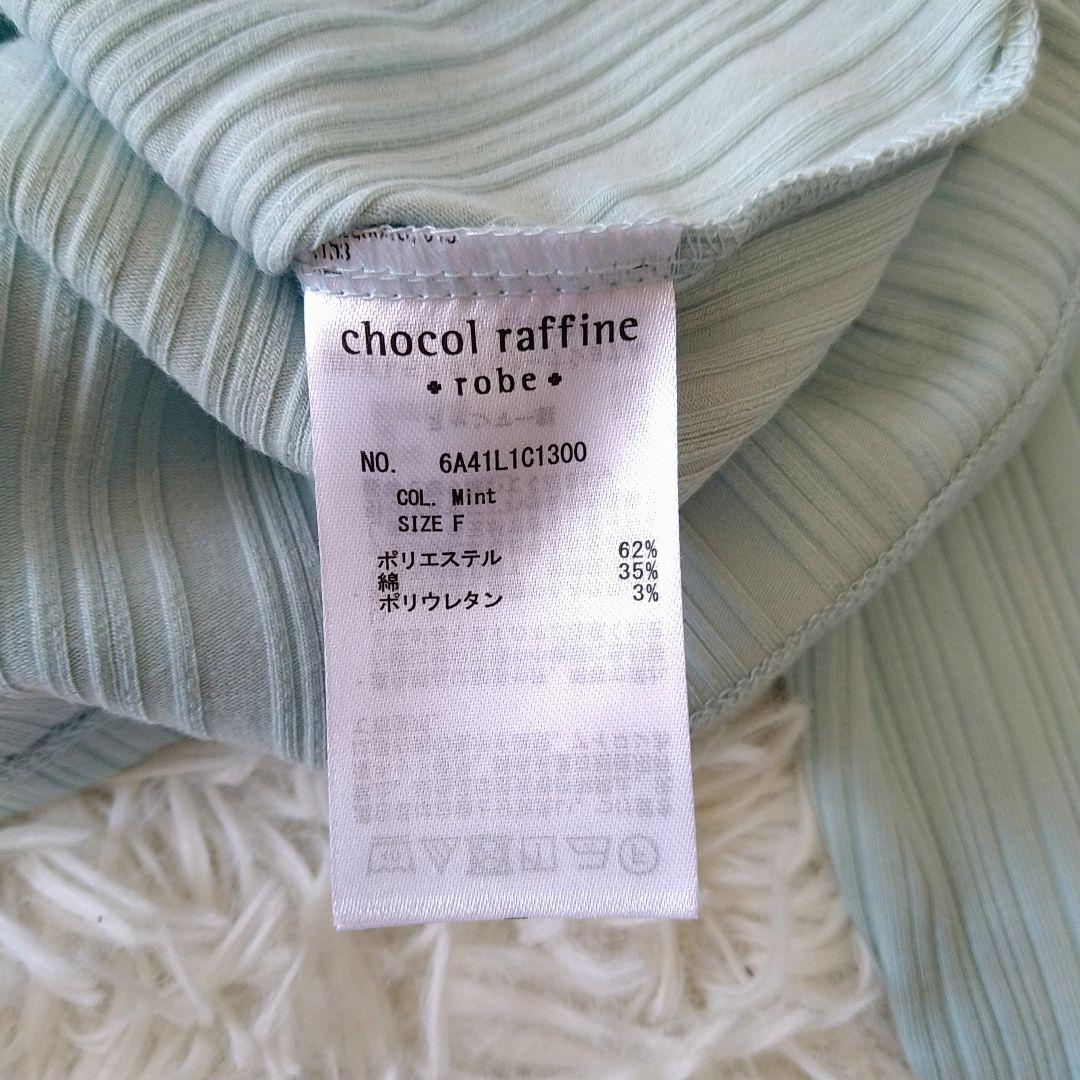 chocol raffine
robe
NO. 6A41L1C1300
COL. Mint
SIZE F
ポリエステル 62%
綿 35%
ポリウレタン 3%